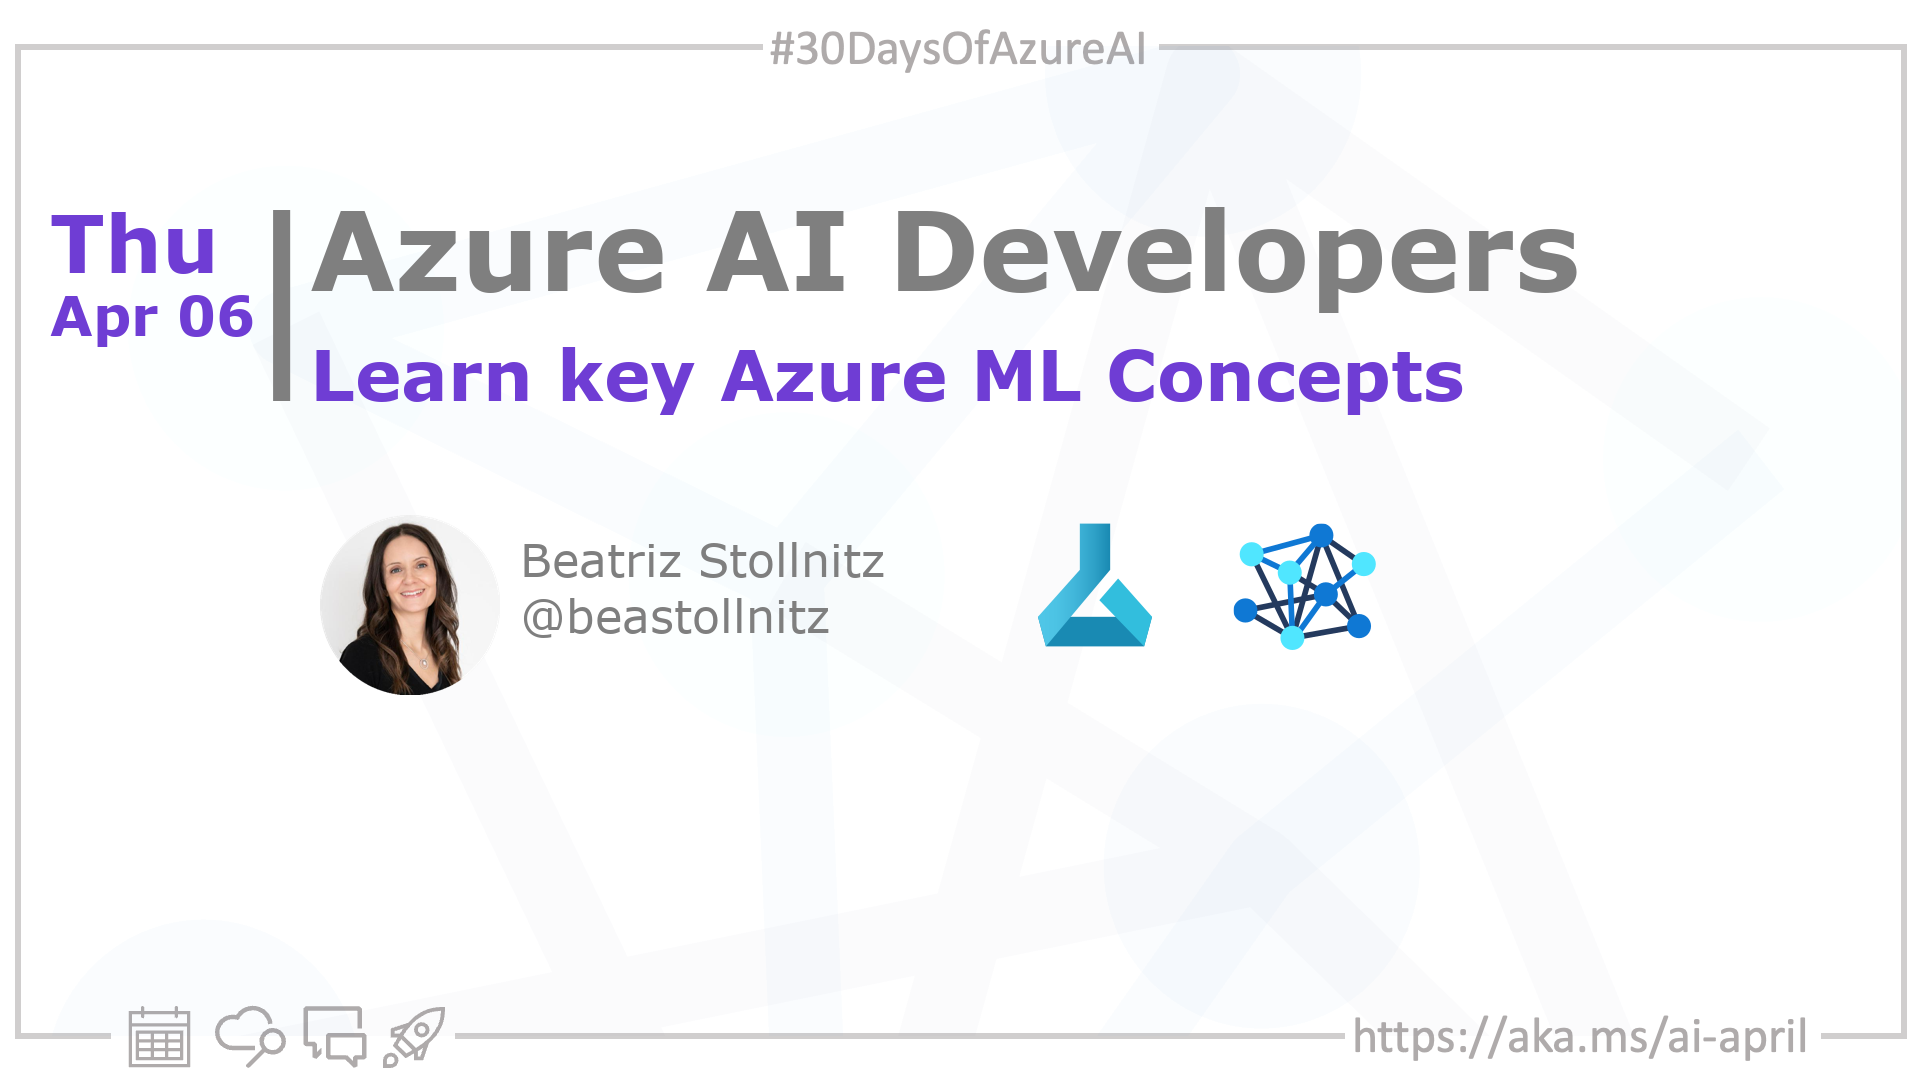 #30DaysOfAzureAI
Thu
Apr 06
Azure AI Developers
Learn key Azure ML Concepts
Beatriz Stollnitz
@beastollnitz
https://aka.ms/ai-april